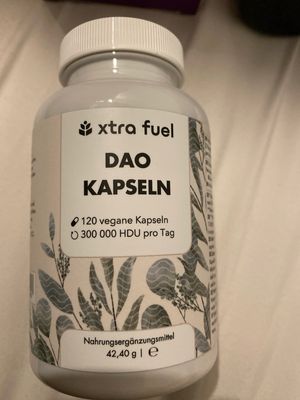 xtra fuel
DAO
KAPSELN
120 vegane Kapseln
300 000 HDU pro Tag
Nahrungsergänzungsmittel
42,40 g | ℮